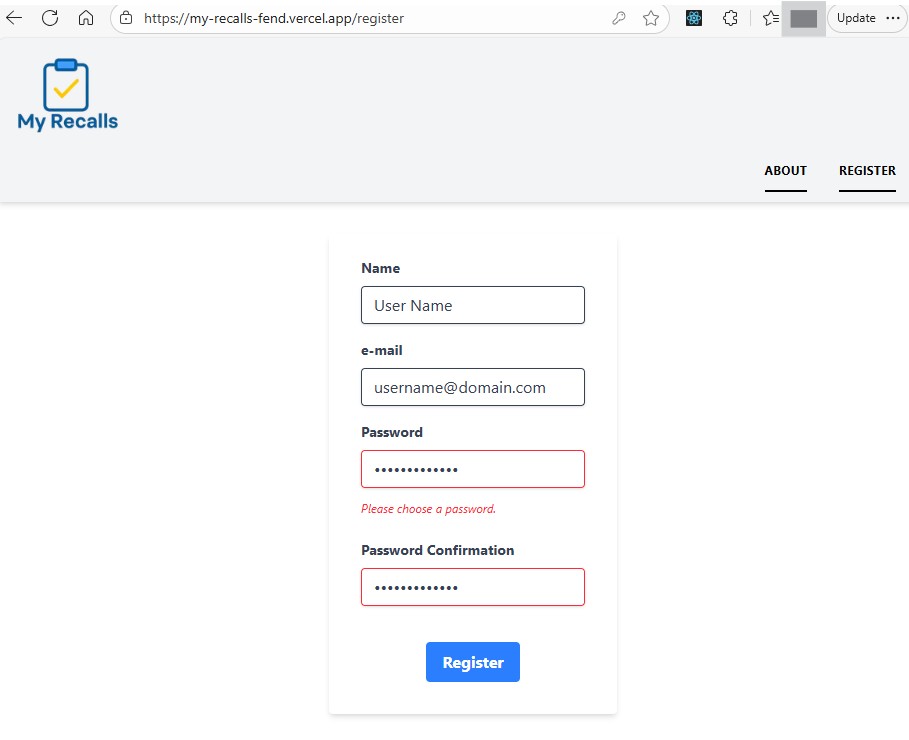 https://my-recalls-fend.vercel.app/register
Update
My Recalls
ABOUT REGISTER
Name
User Name
e-mail
username@domain.com
Password
•••••••••••••
Please choose a password.
Password Confirmation
•••••••••••••
Register